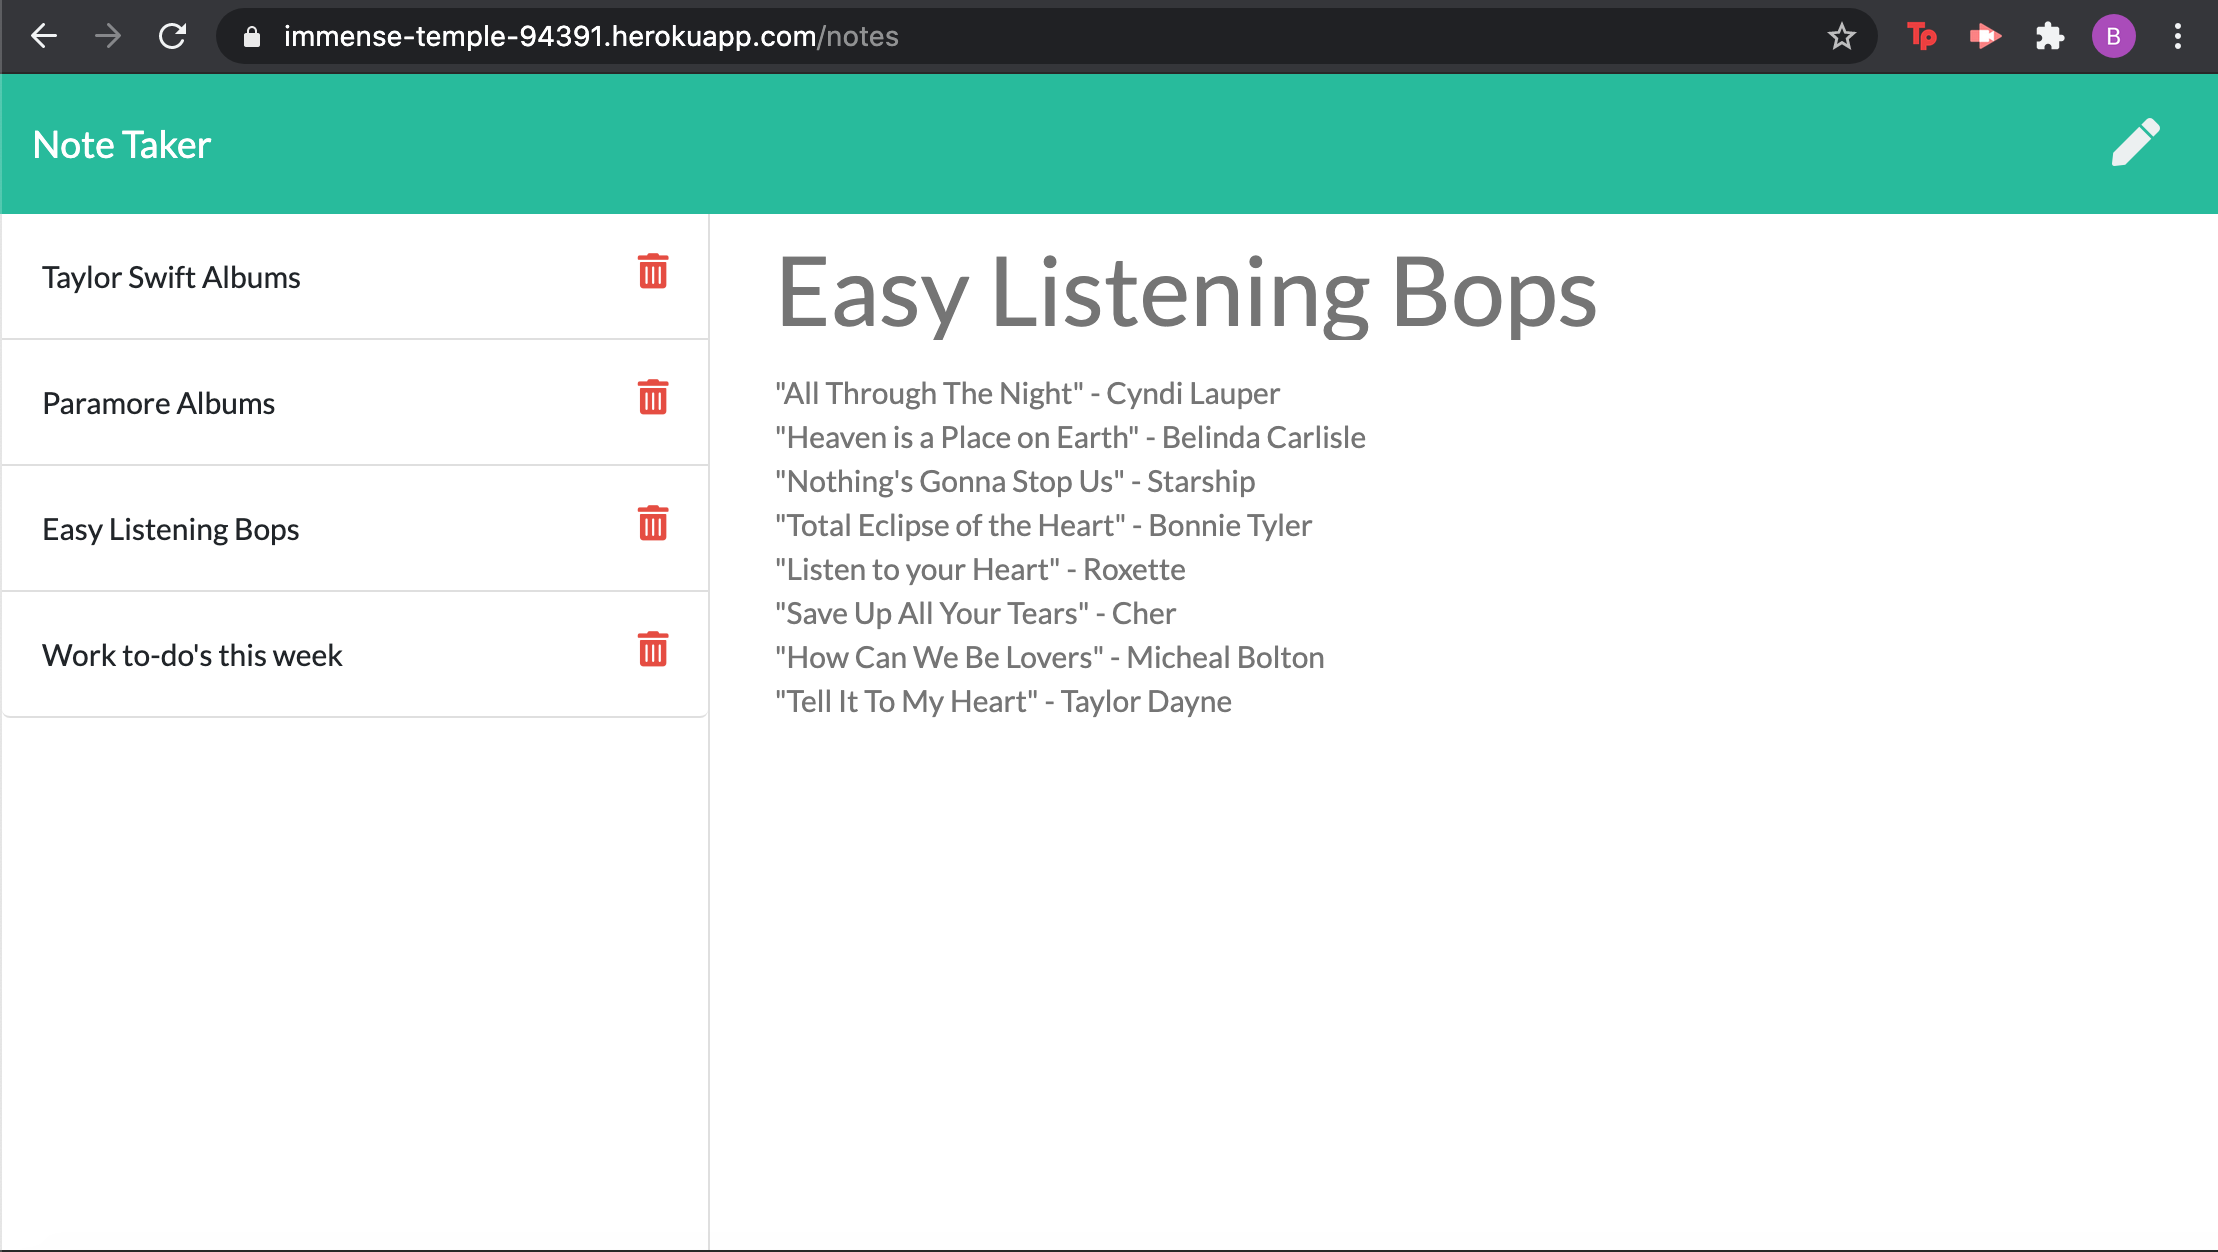 immense-temple-94391.herokuapp.com/notes
Tp
B
Note Taker
Taylor Swift Albums
Paramore Albums
Easy Listening Bops
Work to-do's this week
Easy Listening Bops
"All Through The Night" - Cyndi Lauper
"Heaven is a Place on Earth" - Belinda Carlisle
"Nothing's Gonna Stop Us" - Starship
"Total Eclipse of the Heart" - Bonnie Tyler
"Listen to your Heart" - Roxette
"Save Up All Your Tears" - Cher
"How Can We Be Lovers" - Micheal Bolton
"Tell It To My Heart" - Taylor Dayne